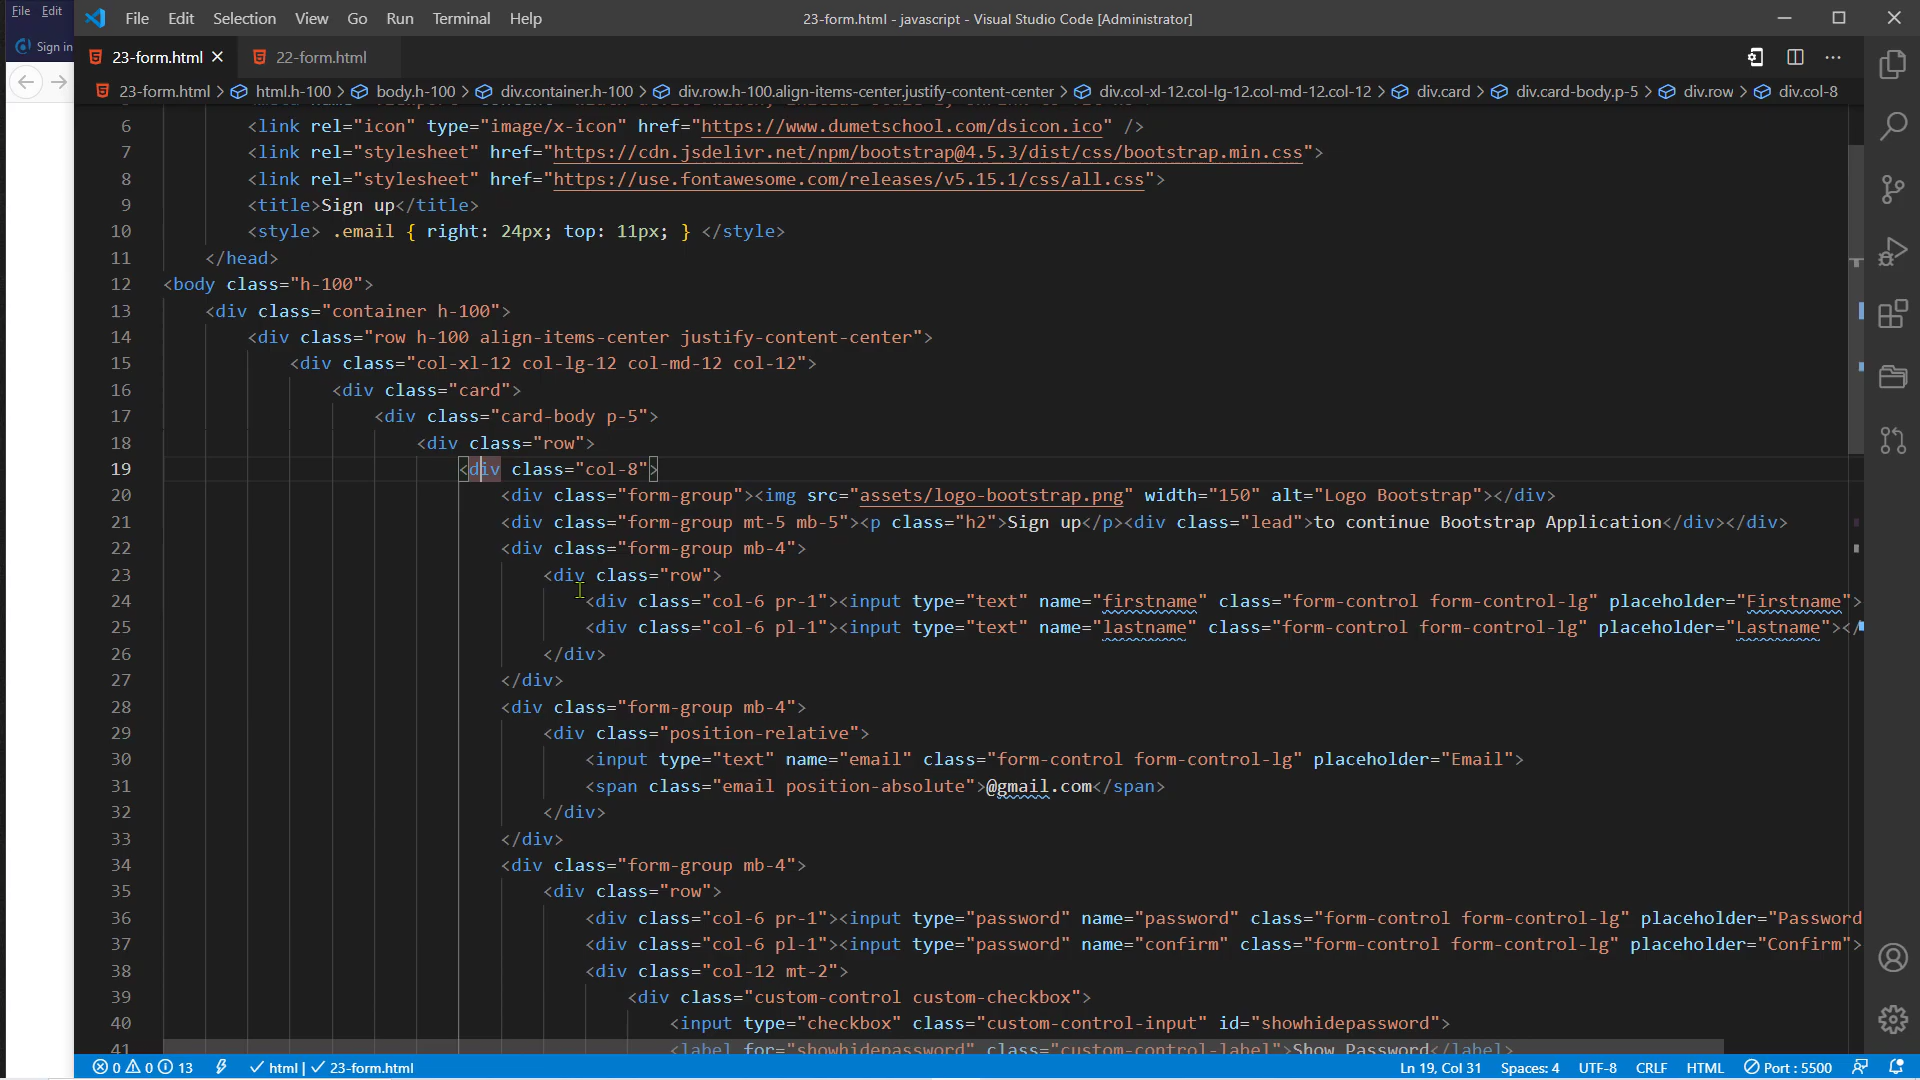 File Edit
Sign in
File Edit Selection View Go Run Terminal Help
23-form.html - javascript - Visual Studio Code [Administrator]
23-form.html
22-form.html
23-form.html > html.h-100 > body.h-100 > div.container.h-100 > div.row.h-100.align-items-center.justify-content-center > div.col-xl-12.col-lg-12.col-md-12.col-12 > div.card > div.card-body.p-5 > div.row > div.col-8
6 <link rel="icon" type="image/x-icon" href="https://www.dumetschool.com/dsicon.ico" />
7 <link rel="stylesheet" href="https://cdn.jsdelivr.net/npm/bootstrap@4.5.3/dist/css/bootstrap.min.css">
8 <link rel="stylesheet" href="https://use.fontawesome.com/releases/v5.15.1/css/all.css">
9 <title>Sign up</title>
10 <style> .email { right: 24px; top: 11px; } </style>
11 </head>
12 <body class="h-100">
13 <div class="container h-100">
14 <div class="row h-100 align-items-center justify-content-center">
15 <div class="col-xl-12 col-lg-12 col-md-12 col-12">
16 <div class="card">
17 <div class="card-body p-5">
18 <div class="row">
19 <div class="col-8">
20 <div class="form-group"><img src="assets/logo-bootstrap.png" width="150" alt="Logo Bootstrap"></div>
21 <div class="form-group mt-5 mb-5"><p class="h2">Sign up</p><div class="lead">to continue Bootstrap Application</div></div>
22 <div class="form-group mb-4">
23 <div class="row">
24 <div class="col-6 pr-1"><input type="text" name="firstname" class="form-control form-control-lg" placeholder="Firstname">
25 <div class="col-6 pl-1"><input type="text" name="lastname" class="form-control form-control-lg" placeholder="Lastname"></
26 </div>
27 </div>
28 <div class="form-group mb-4">
29 <div class="position-relative">
30 <input type="text" name="email" class="form-control form-control-lg" placeholder="Email">
31 <span class="email position-absolute">@gmail.com</span>
32 </div>
33 </div>
34 <div class="form-group mb-4">
35 <div class="row">
36 <div class="col-6 pr-1"><input type="password" name="password" class="form-control form-control-lg" placeholder="Password
37 <div class="col-6 pl-1"><input type="password" name="confirm" class="form-control form-control-lg" placeholder="Confirm">
38 <div class="col-12 mt-2">
39 <div class="custom-control custom-checkbox">
40 <input type="checkbox" class="custom-control-input" id="showhidepassword">
41 <label for="showhidepassword" class="custom-control-label">Show Password</label>
0 0 13 html | 23-form.html Ln 19, Col 31 Spaces: 4 UTF-8 CRLF HTML Port : 5500